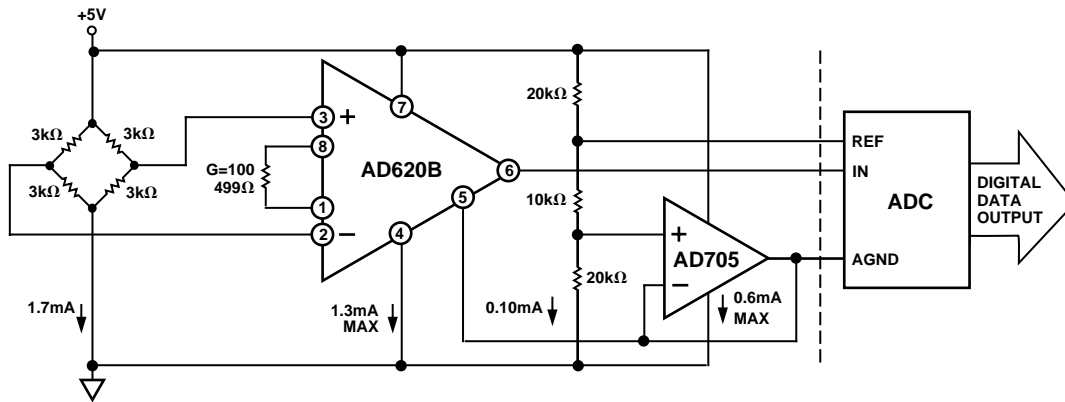 +5V
3kΩ
3kΩ
3kΩ
3kΩ
1.7mA
G=100
499Ω
3
8
1
2
+
−
7
AD620B
6
5
4
1.3mA
MAX
20kΩ
10kΩ
20kΩ
0.10mA
+
AD705
−
0.6mA
MAX
REF
IN
ADC
AGND
DIGITAL
DATA
OUTPUT